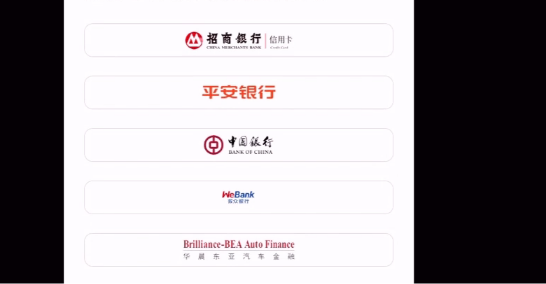 招商银行 信用卡
CHINA MERCHANTS BANK Credit Card
平安银行
中国银行
BANK OF CHINA
WeBank
微众银行
Brilliance-BEA Auto Finance
华晨东亚汽车金融